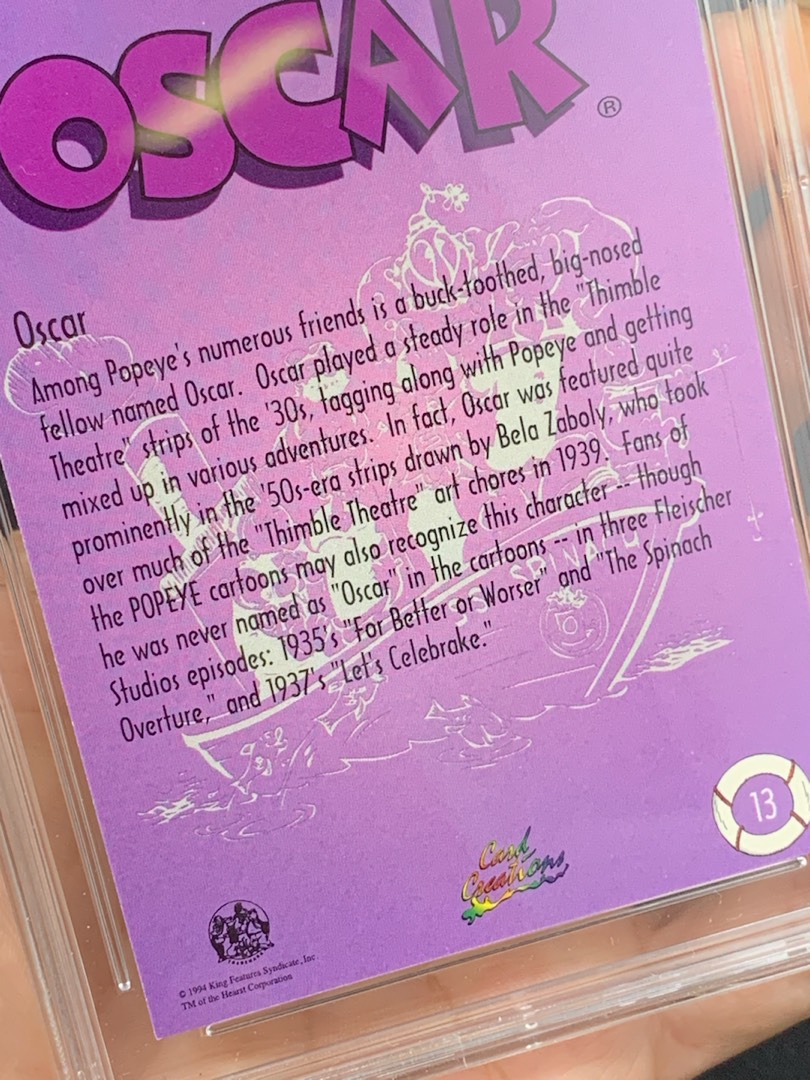 OSCAR®
Oscar
Among Popeye's numerous friends is a buck-toothed, big-nosed
fellow named Oscar. Oscar played a steady role in the "Thimble
Theatre" strips of the '30s, tagging along with Popeye and getting
mixed up in various adventures. In fact, Oscar was featured quite
prominently in the '50s-era strips drawn by Bela Zaboly, who took
over much of the "Thimble Theatre" art chores in 1939. Fans of
the POPEYE cartoons may also recognize this character -- though
he was never named as "Oscar" in the cartoons -- in three Fleischer
Studios episodes: 1935's "For Better or Worser" and "The Spinach
Overture," and 1937's "Let's Celebrake."
SS SPINACH
13
Card
Creations
© 1994 King Features Syndicate, Inc.
TM of the Hearst Corporation